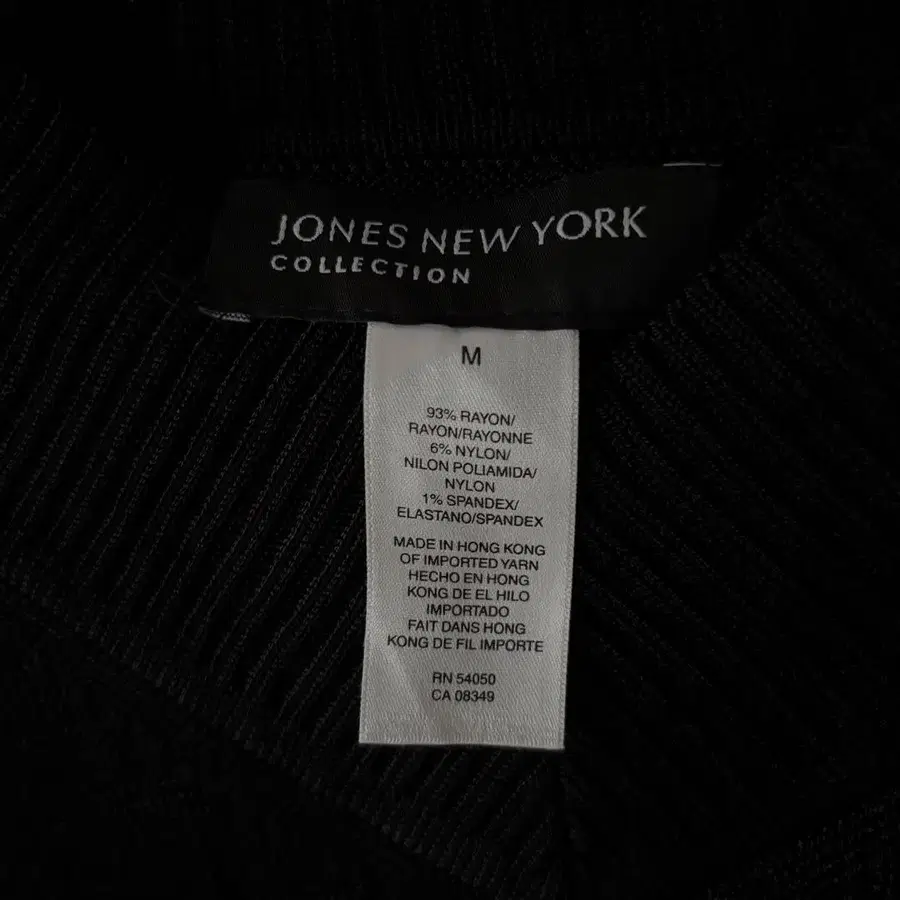 JONES NEW YORK
COLLECTION
M
93% RAYON/
RAYON/RAYONNE
6% NYLON/
NILON POLIAMIDA/
NYLON
1% SPANDEX/
ELASTANO/SPANDEX
MADE IN HONG KONG
OF IMPORTED YARN
HECHO EN HONG
KONG DE EL HILO
IMPORTADO
FAIT DANS HONG
KONG DE FIL IMPORTE
RN 54050
CA 08349